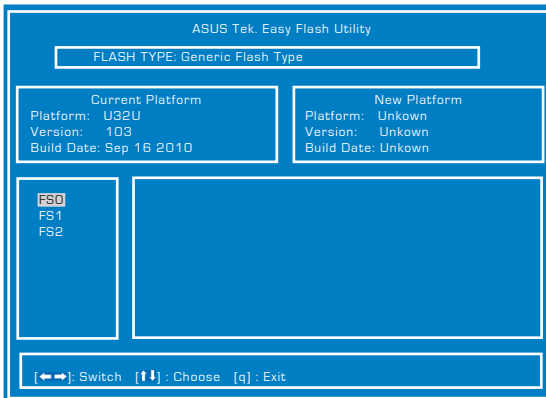 ASUS Tek. Easy Flash Utility
FLASH TYPE: Generic Flash Type
Current Platform
Platform: U32U
Version: 103
Build Date: Sep 16 2010
New Platform
Platform: Unkown
Version: Unkown
Build Date: Unkown
FS0
FS1
FS2
[⬅➡]: Switch [⬆⬇] : Choose [q] : Exit